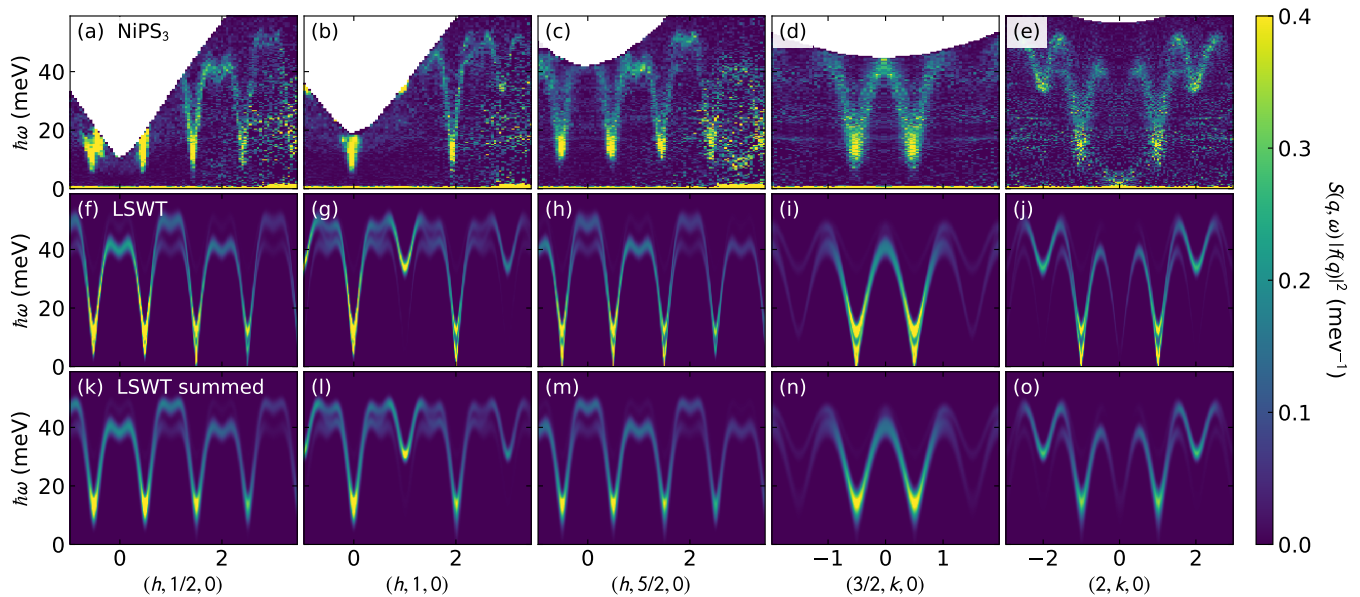 (a) NiPS₃
(b)
(c)
(d)
(e)
ħω (meV)
40
20
0
(f) LSWT
(g)
(h)
(i)
(j)
ħω (meV)
40
20
0
(k) LSWT summed
(l)
(m)
(n)
(o)
ħω (meV)
40
20
0
0 2
0 2
0 2
−1 0 1
−2 0 2
(h, 1/2, 0)
(h, 1, 0)
(h, 5/2, 0)
(3/2, k, 0)
(2, k, 0)
0.4
0.3
0.2
0.1
0.0
S(q, ω) |f(q)|² (mev⁻¹)